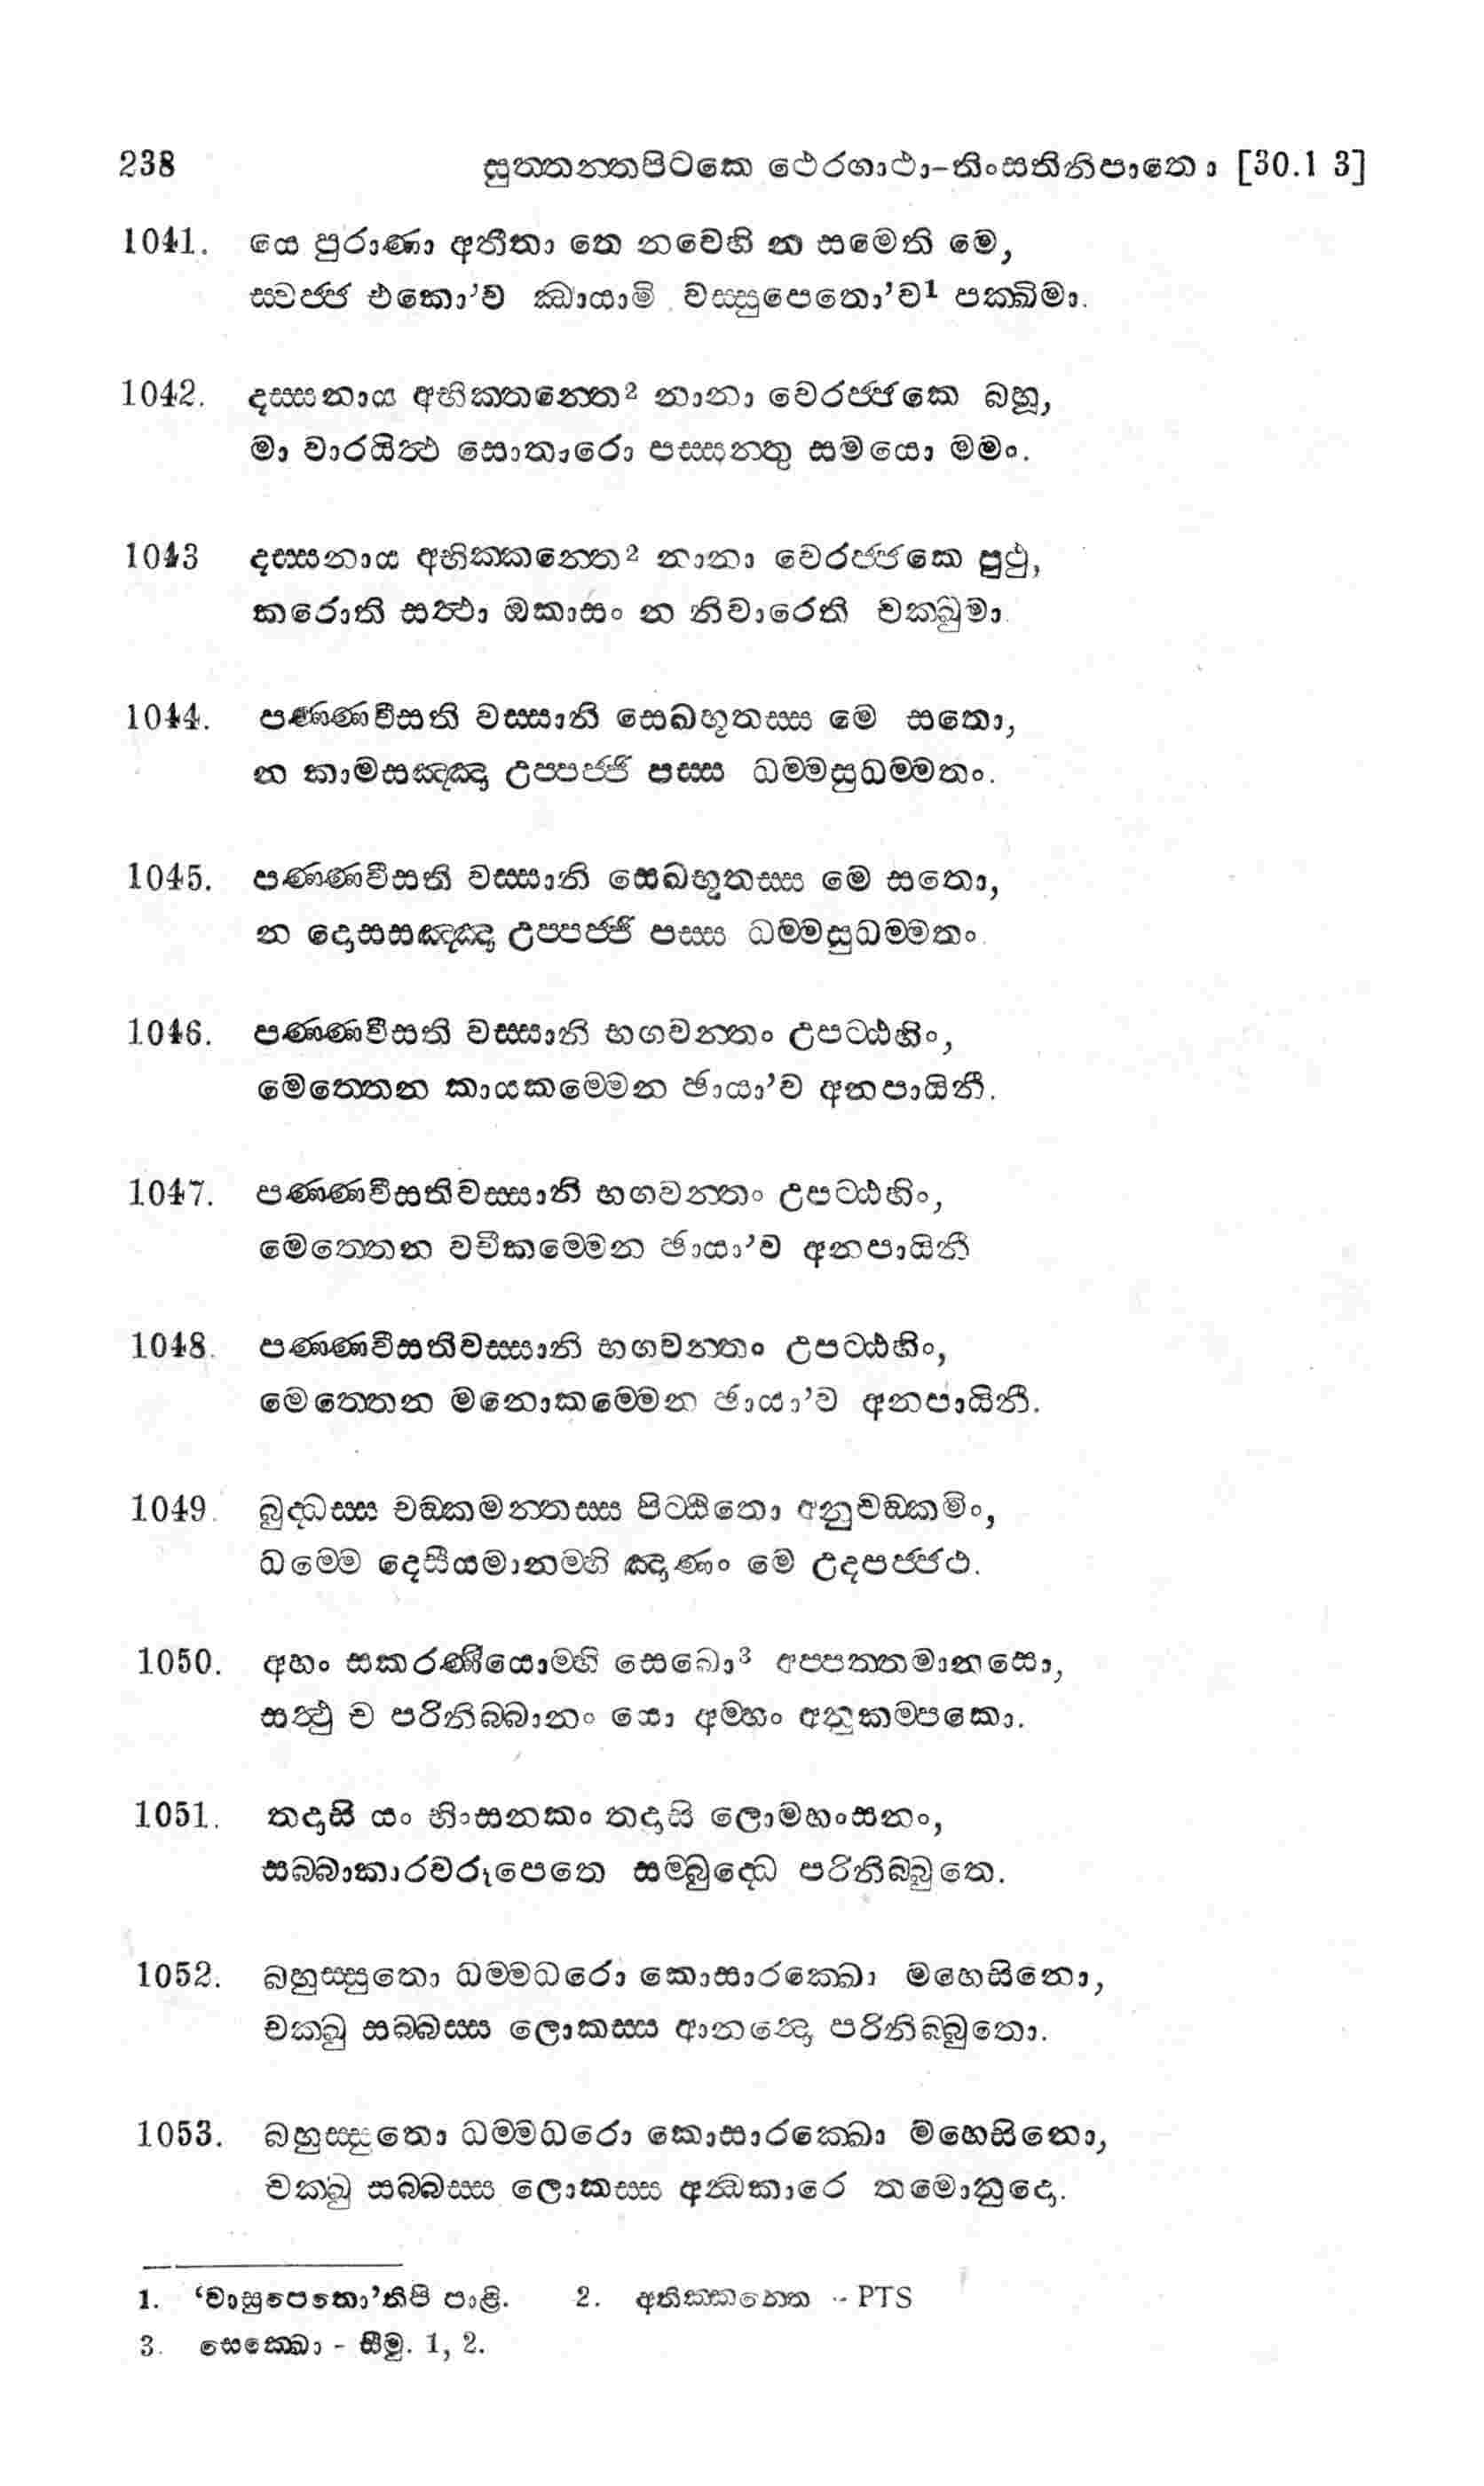 238 සුත්තන්තපිටකෙ ථෙරගාථා-තිංසතිනිපාතො [30.1 3]
1041. යෙ පුරාණා අතීතා තෙ නවෙහි න සමෙති මෙ,
ස්වජ්ජ එකො’ව ඣායාමි වස්සුපෙතො’ව1 පක්ඛිමා.
1042. දස්සනාය අභික්තන්තෙ2 නානා වෙරජ්ජකෙ බහූ,
මා වාරයිත්ථ සොතාරො පස්සන්තු සමයො මමං.
1043 දස්සනාය අභික්කන්තෙ2 නානා වෙරජ්ජකෙ පුථු,
කරොති සත්ථා ඔකාසං න නිවාරෙති චක්ඛුමා.
1044. පණ්ණවීසති වස්සානි සෙඛභූතස්ස මෙ සතො,
න කාමසඤ්ඤා උප්පජ්ජි පස්ස ධම්මසුධම්මතං.
1045. පණ්ණවීසති වස්සානි සෙඛභූතස්ස මෙ සතො,
න දොසසඤ්ඤා උප්පජ්ජි පස්ස ධම්මසුධම්මතං.
1046. පණ්ණවීසති වස්සානි භගවන්තං උපට්ඨහිං,
මෙත්තෙන කායකම්මෙන ඡායා’ව අනපායිනී.
1047. පණ්ණවීසතිවස්සානි භගවන්තං උපට්ඨහිං,
මෙත්තෙන වචීකම්මෙන ඡායා’ව අනපායිනී
1048. පණ්ණවීසතිවස්සානි භගවන්තං උපට්ඨහිං,
මෙත්තෙන මනොකම්මෙන ඡායා’ව අනපායිනී.
1049. බුද්ධස්ස චඞ්කමන්තස්ස පිට්ඨිතො අනුචඞ්කමිං,
ධම්මෙ දෙසීයමානම්හි ඤාණං මෙ උදපජ්ජථ.
1050. අහං සකරණීයොම්හි සෙඛො3 අප්පත්තමානසො,
සත්ථු ච පරිනිබ්බානං යො අම්හං අනුකම්පකො.
1051. තදාසි යං භිංසනකං තදාසි ලොමහංසනං,
සබ්බාකාරවරූපෙතෙ සම්බුද්ධෙ පරිනිබ්බුතෙ.
1052. බහුස්සුතො ධම්මධරො කොසාරක්ඛො මහෙසිනො,
චක්ඛු සබ්බස්ස ලොකස්ස ආනන්දො පරිනිබ්බුතො.
1053. බහුස්සුතො ධම්මධරො කොසාරක්ඛො මහෙසිනො,
චක්ඛු සබ්බස්ස ලොකස්ස අන්ධකාරෙ තමොනුදො.
1. ‘වාසුපෙතො’තිපි පාළි. 2. අතික්කන්තෙ - PTS
3. සෙක්ඛො - සීමු. 1, 2.